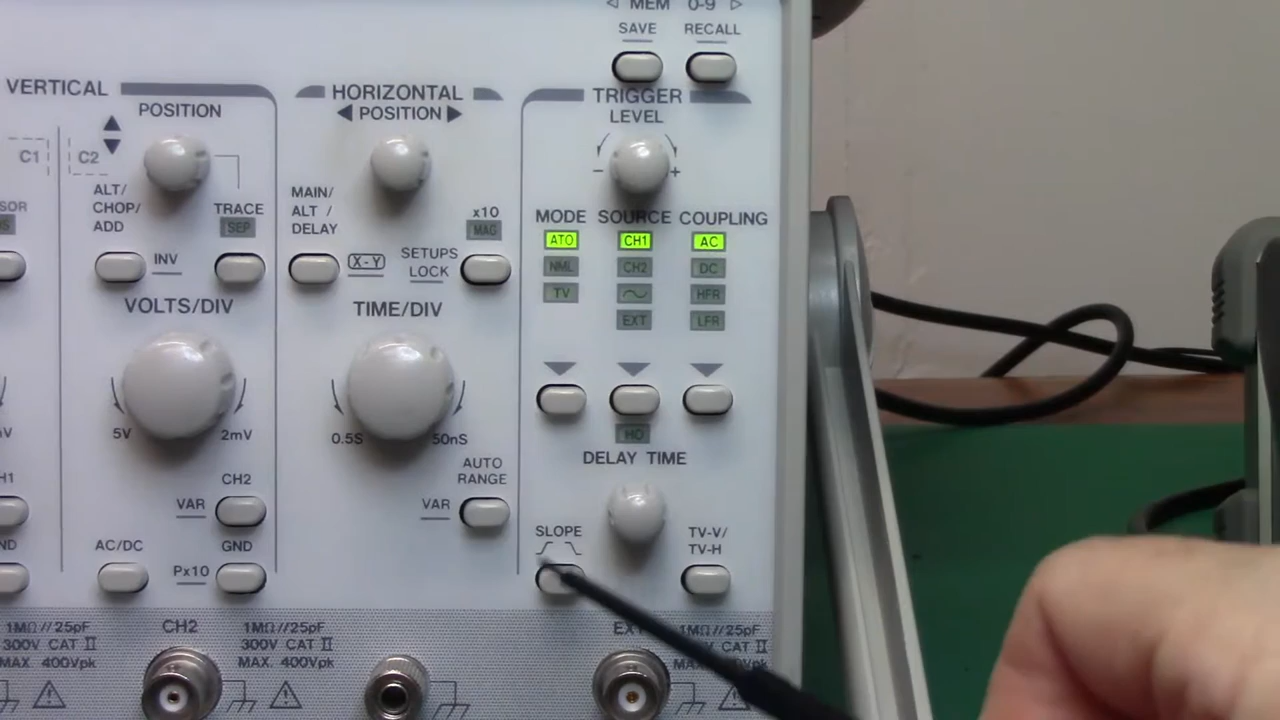 MEM 0-9
SAVE RECALL
VERTICAL
POSITION
C1
C2
ALT/
CHOP/
ADD
TRACE
SEP
INV
VOLTS/DIV
5V 2mV
CH2
VAR
AC/DC
GND
Px10
HORIZONTAL
POSITION
MAIN/
ALT /
DELAY
x10
MAG
X-Y
SETUPS
LOCK
TIME/DIV
0.5S 50nS
AUTO
RANGE
VAR
TRIGGER
LEVEL
- +
MODE SOURCE COUPLING
ATO CH1 AC
NML CH2 DC
TV HFR
EXT LFR
HO
DELAY TIME
SLOPE
TV-V/
TV-H
1MΩ//25pF
300V CAT II
MAX. 400Vpk
CH2
1MΩ//25pF
300V CAT II
MAX. 400Vpk
1MΩ//25pF
300V CAT II
400Vpk